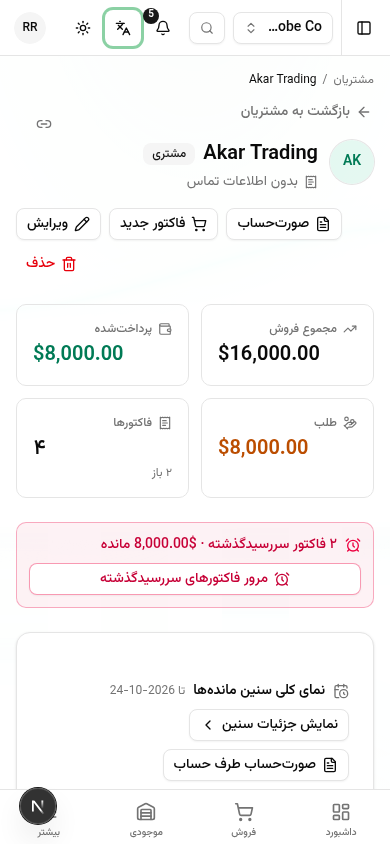 ...obe Co
5
RR
مشتریان / Akar Trading
بازگشت به مشتریان
AK
Akar Trading
مشتری
بدون اطلاعات تماس
صورت‌حساب
فاکتور جدید
ویرایش
حذف
مجموع فروش
$16,000.00
پرداخت‌شده
$8,000.00
طلب
$8,000.00
فاکتورها
۴
۲ باز
۲ فاکتور سررسیدگذشته · $8,000.00 مانده
مرور فاکتورهای سررسیدگذشته
نمای کلی سنین مانده‌ها
تا 2026-10-24
نمایش جزئیات سنین
صورت‌حساب طرف حساب
داشبورد
فروش
موجودی
بیشتر
N